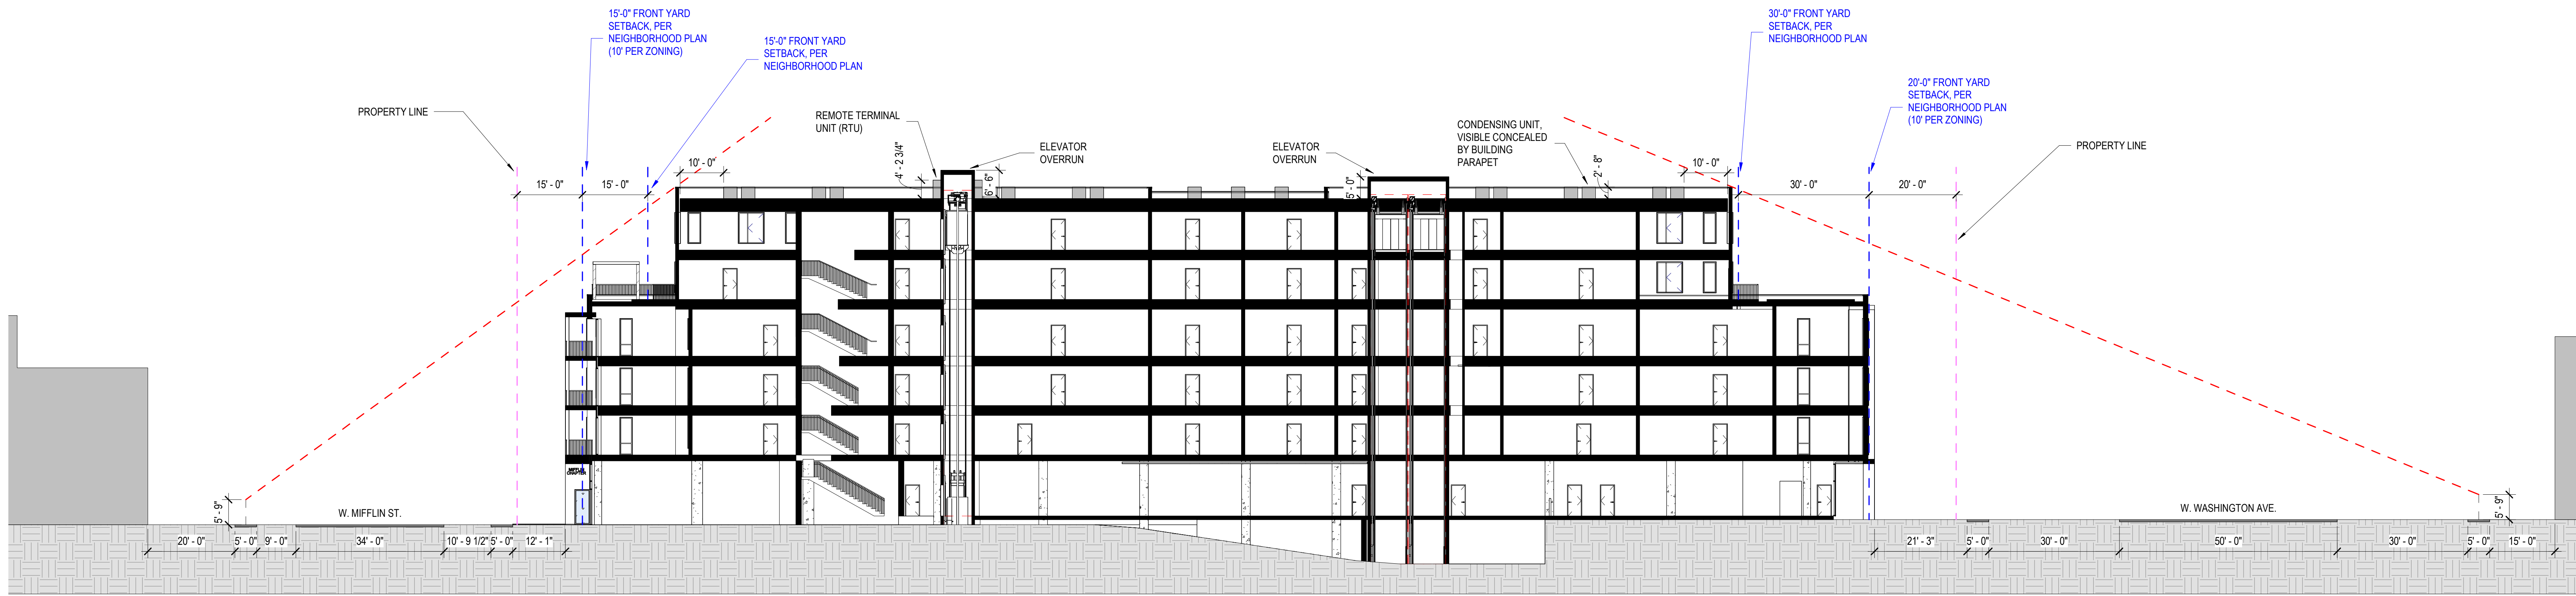 15'-0" FRONT YARD
SETBACK, PER
NEIGHBORHOOD PLAN
(10' PER ZONING)
15'-0" FRONT YARD
SETBACK, PER
NEIGHBORHOOD PLAN
30'-0" FRONT YARD
SETBACK, PER
NEIGHBORHOOD PLAN
20'-0" FRONT YARD
SETBACK, PER
NEIGHBORHOOD PLAN
(10' PER ZONING)
PROPERTY LINE
REMOTE TERMINAL
UNIT (RTU)
ELEVATOR
OVERRUN
ELEVATOR
OVERRUN
CONDENSING UNIT,
VISIBLE CONCEALED
BY BUILDING
PARAPET
PROPERTY LINE
15' - 0"
15' - 0"
10' - 0"
4' - 2 3/4"
6' - 6"
5' - 0"
2' - 8"
10' - 0"
30' - 0"
20' - 0"
MIFFLIN
CHAPTER
5' - 9"
W. MIFFLIN ST.
W. WASHINGTON AVE.
5' - 9"
20' - 0"
5' - 0"
9' - 0"
34' - 0"
10' - 9 1/2"
5' - 0"
12' - 1"
21' - 3"
5' - 0"
30' - 0"
50' - 0"
30' - 0"
5' - 0"
15' - 0"